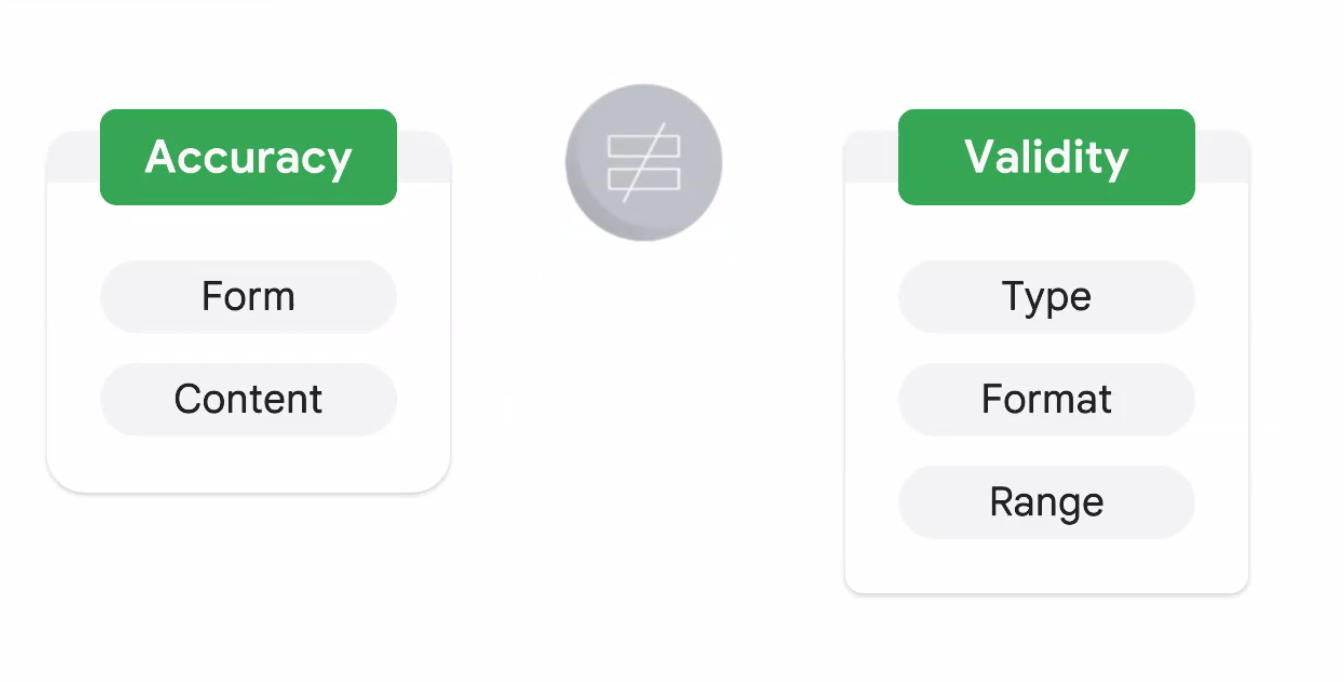 Accuracy
Form
Content
Validity
Type
Format
Range